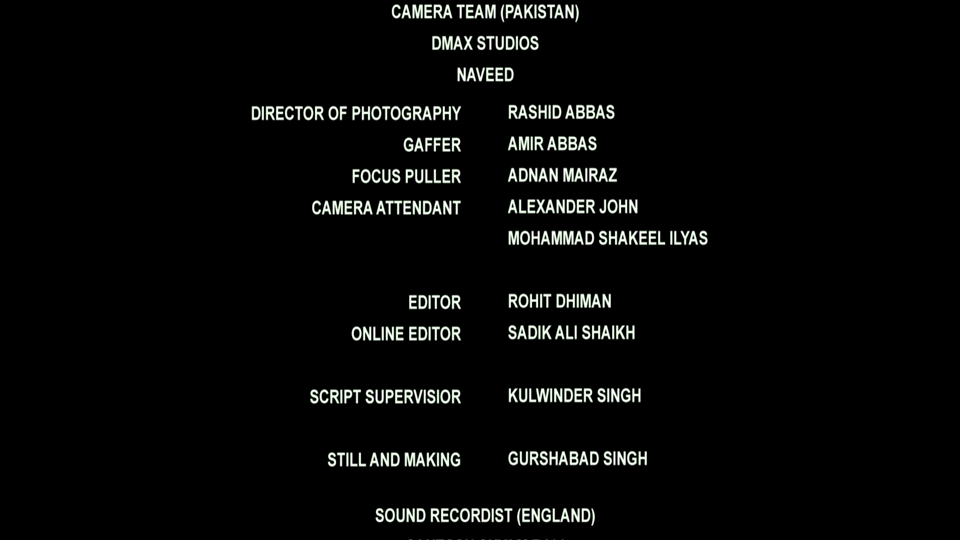 CAMERA TEAM (PAKISTAN)
DMAX STUDIOS
NAVEED
DIRECTOR OF PHOTOGRAPHY RASHID ABBAS
GAFFER AMIR ABBAS
FOCUS PULLER ADNAN MAIRAZ
CAMERA ATTENDANT ALEXANDER JOHN
MOHAMMAD SHAKEEL ILYAS
EDITOR ROHIT DHIMAN
ONLINE EDITOR SADIK ALI SHAIKH
SCRIPT SUPERVISIOR KULWINDER SINGH
STILL AND MAKING GURSHABAD SINGH
SOUND RECORDIST (ENGLAND)